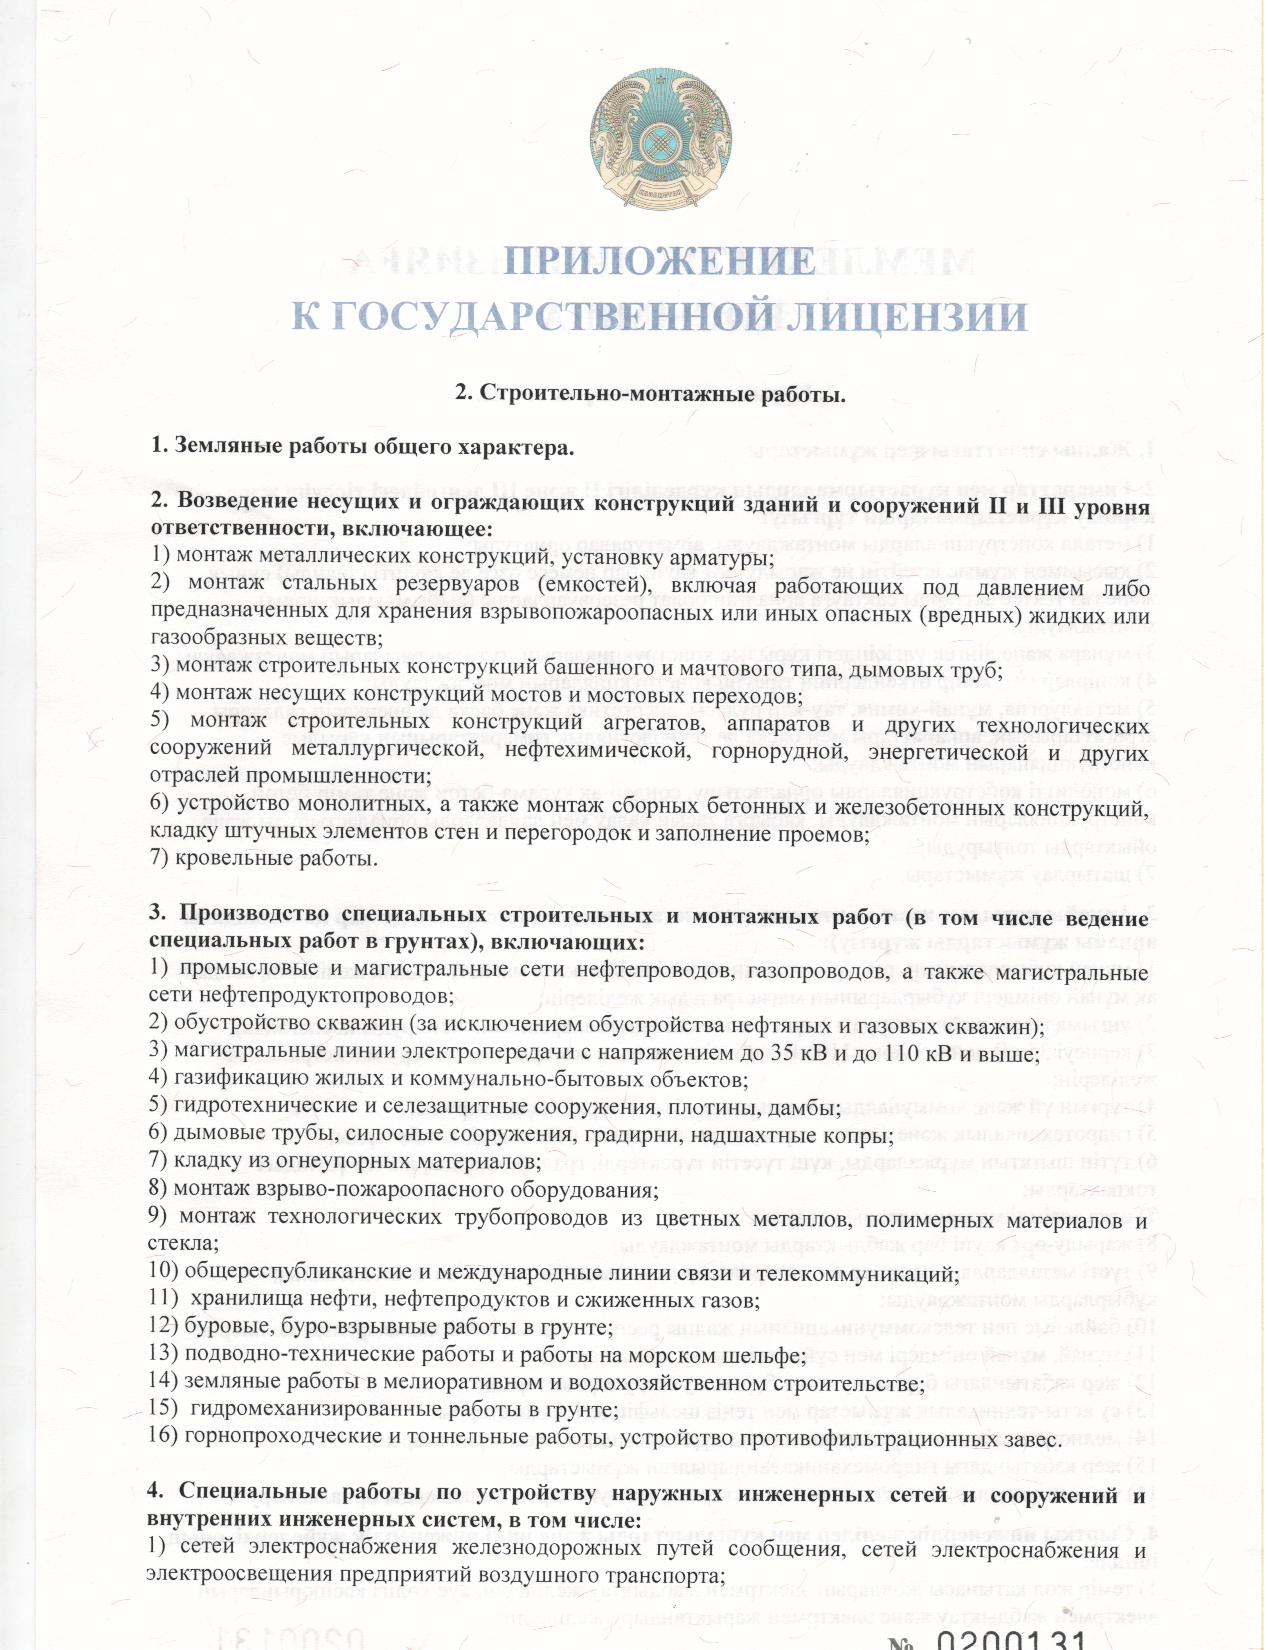 ПРИЛОЖЕНИЕ
К ГОСУДАРСТВЕННОЙ ЛИЦЕНЗИИ
2. Строительно-монтажные работы.
1. Земляные работы общего характера.
2. Возведение несущих и ограждающих конструкций зданий и сооружений II и III уровня
ответственности, включающее:
1) монтаж металлических конструкций, установку арматуры;
2) монтаж стальных резервуаров (емкостей), включая работающих под давлением либо
предназначенных для хранения взрывопожароопасных или иных опасных (вредных) жидких или
газообразных веществ;
3) монтаж строительных конструкций башенного и мачтового типа, дымовых труб;
4) монтаж несущих конструкций мостов и мостовых переходов;
5) монтаж строительных конструкций агрегатов, аппаратов и других технологических
сооружений металлургической, нефтехимической, горнорудной, энергетической и других
отраслей промышленности;
6) устройство монолитных, а также монтаж сборных бетонных и железобетонных конструкций,
кладку штучных элементов стен и перегородок и заполнение проемов;
7) кровельные работы.
3. Производство специальных строительных и монтажных работ (в том числе ведение
специальных работ в грунтах), включающих:
1) промысловые и магистральные сети нефтепроводов, газопроводов, а также магистральные
сети нефтепродуктопроводов;
2) обустройство скважин (за исключением обустройства нефтяных и газовых скважин);
3) магистральные линии электропередачи с напряжением до 35 кВ и до 110 кВ и выше;
4) газификацию жилых и коммунально-бытовых объектов;
5) гидротехнические и селезащитные сооружения, плотины, дамбы;
6) дымовые трубы, силосные сооружения, градирни, надшахтные копры;
7) кладку из огнеупорных материалов;
8) монтаж взрыво-пожароопасного оборудования;
9) монтаж технологических трубопроводов из цветных металлов, полимерных материалов и
стекла;
10) общереспубликанские и международные линии связи и телекоммуникаций;
11) хранилища нефти, нефтепродуктов и сжиженных газов;
12) буровые, буро-взрывные работы в грунте;
13) подводно-технические работы и работы на морском шельфе;
14) земляные работы в мелиоративном и водохозяйственном строительстве;
15) гидромеханизированные работы в грунте;
16) горнопроходческие и тоннельные работы, устройство противофильтрационных завес.
4. Специальные работы по устройству наружных инженерных сетей и сооружений и
внутренних инженерных систем, в том числе:
1) сетей электроснабжения железнодорожных путей сообщения, сетей электроснабжения и
электроосвещения предприятий воздушного транспорта;
№ 0200131